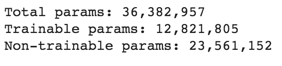 Total params: 36,382,957
Trainable params: 12,821,805
Non-trainable params: 23,561,152